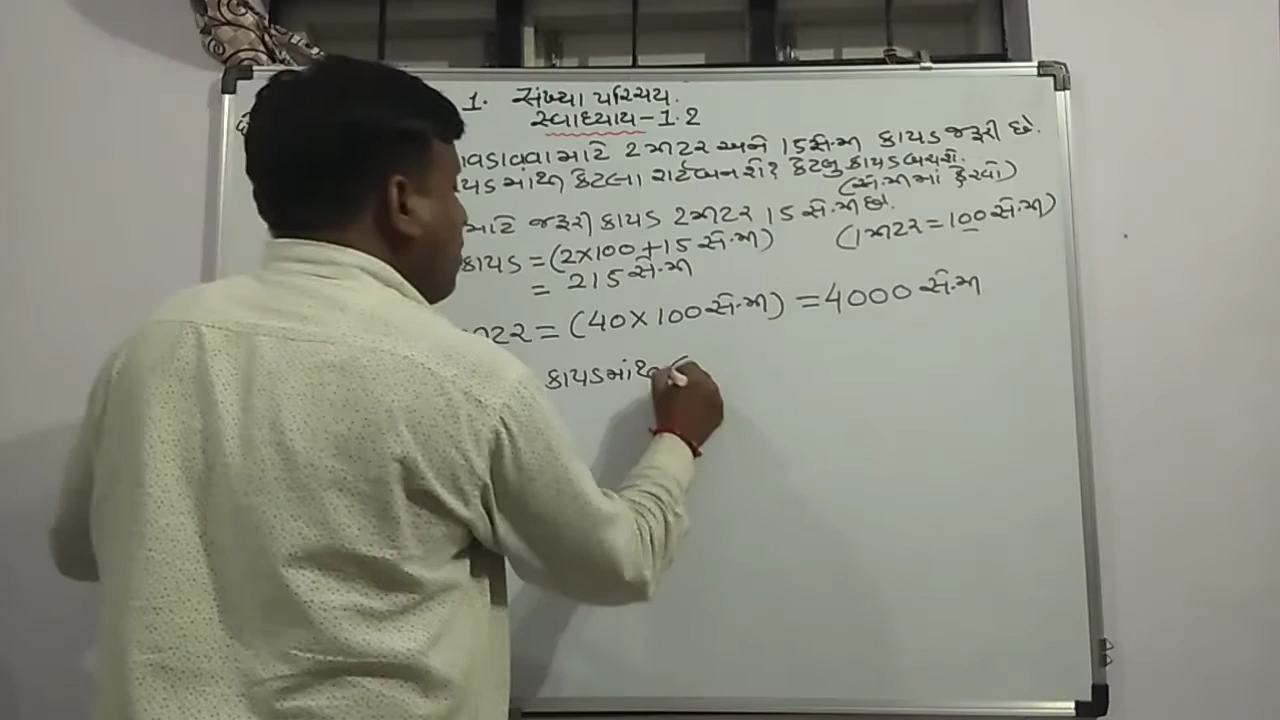 1. સંખ્યા પરિચય.
સ્વાધ્યાય-1.2
વડાવવા માટે 2 મીટર અને 15 સે.મી કાપડ જરૂરી છે.
પડ માંથી કેટલા શર્ટ બનશે? કેટલુ કાપડ બચશે.
(સે.મી માં ફેરવો)
માટે જરૂરી કાપડ 2 મીટર 15 સે.મી છે.
કાપડ = (2×100+15 સે.મી) (1 મીટર = 100 સે.મી)
= 215 સે.મી
મીટર = (40×100 સે.મી) = 4000 સે.મી
કાપડમાંથી